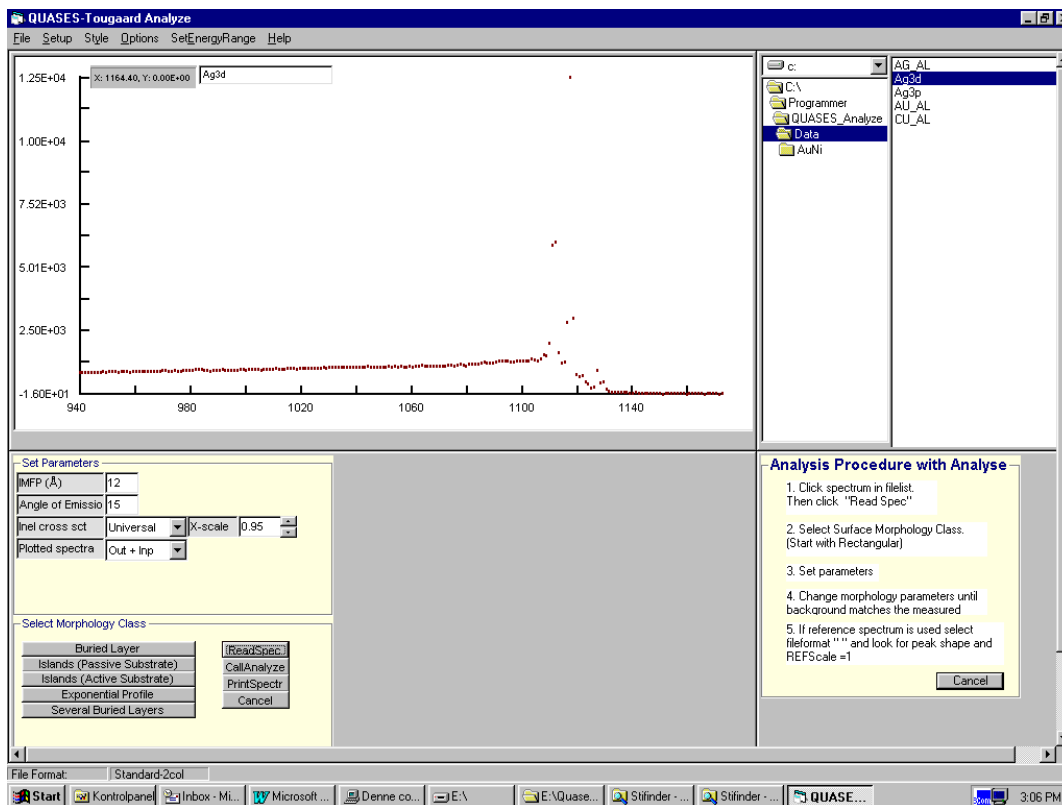 QUASES-Tougaard Analyze
File Setup Style Options SetEnergyRange Help
X: 1164.40, Y: 0.00E+00
Ag3d
1.25E+04
1.00E+04
7.52E+03
5.01E+03
2.50E+03
-1.60E+01
940 980 1020 1060 1100 1140
c:
C:\
Programmer
QUASES_Analyze
Data
AuNi
AG_AL
Ag3d
Ag3p
AU_AL
CU_AL
Set Parameters
IMFP (Å) 12
Angle of Emissio 15
Inel cross sct Universal X-scale 0.95
Plotted spectra Out + Inp
Select Morphology Class
Buried Layer
Islands (Passive Substrate)
Islands (Active Substrate)
Exponential Profile
Several Buried Layers
ReadSpec
CallAnalyze
PrintSpectr
Cancel
Analysis Procedure with Analyse
1. Click spectrum in filelist.
Then click "Read Spec"
2. Select Surface Morphology Class.
(Start with Rectangular)
3. Set parameters
4. Change morphology parameters until
background matches the measured
5. If reference spectrum is used select
fileformat " " and look for peak shape and
REFScale =1
Cancel
File Format: Standard-2col
Start Kontrolpanel Inbox - Mi... Microsoft ... Denne co... E:\ E:\Quase... Stifinder - ... Stifinder - ... QUASE... 3:06 PM